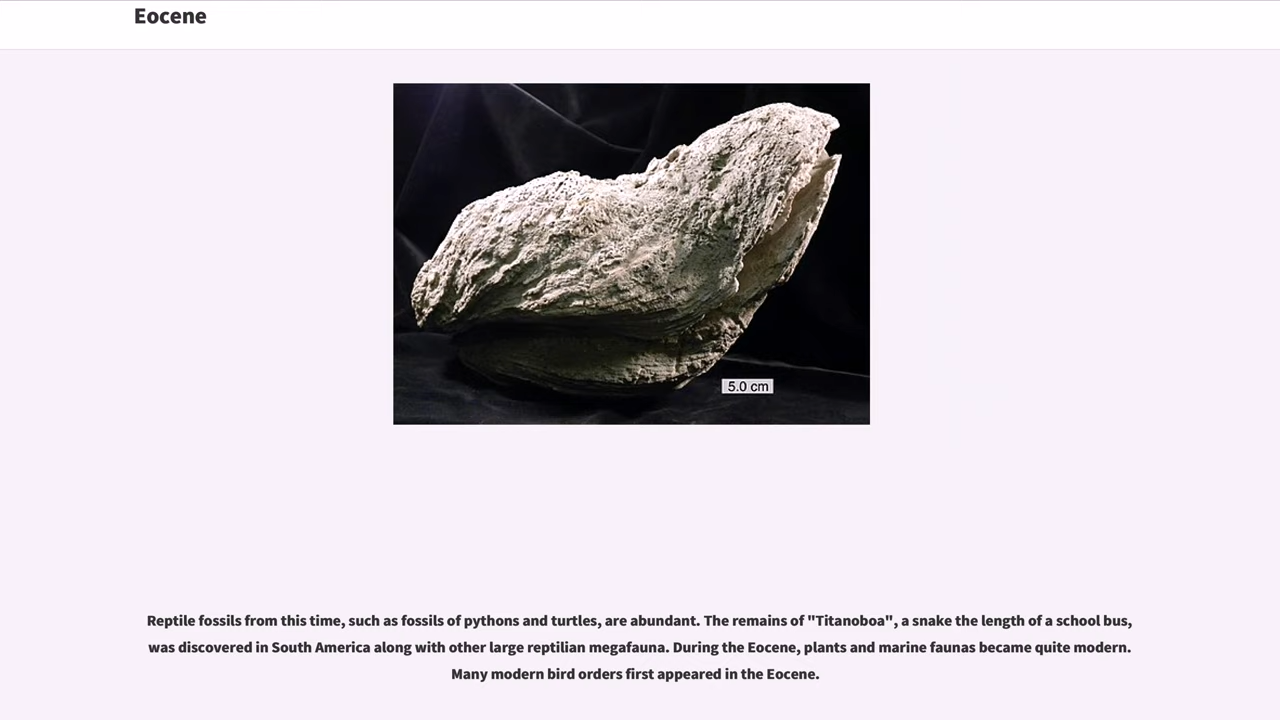 Eocene
5.0 cm
Reptile fossils from this time, such as fossils of pythons and turtles, are abundant. The remains of "Titanoboa", a snake the length of a school bus,
was discovered in South America along with other large reptilian megafauna. During the Eocene, plants and marine faunas became quite modern.
Many modern bird orders first appeared in the Eocene.